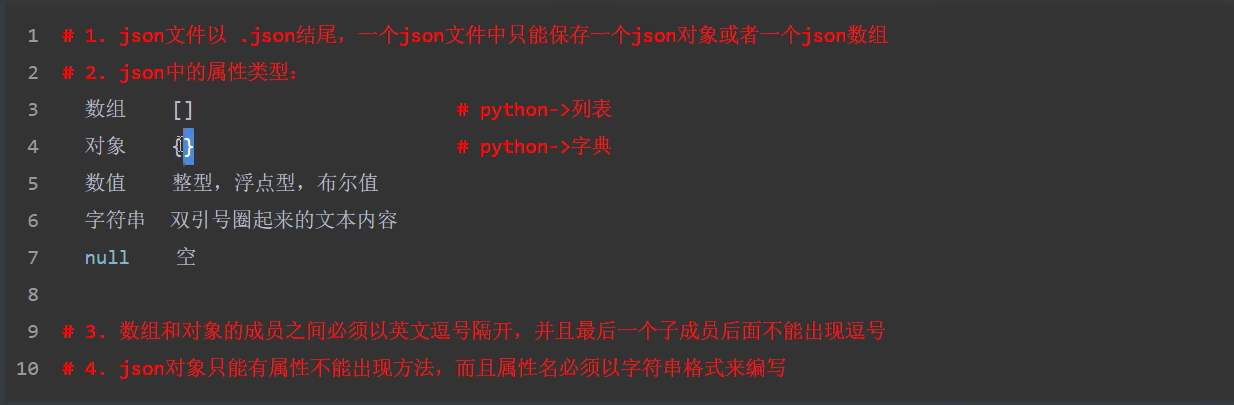 1 # 1. json文件以 .json结尾，一个json文件中只能保存一个json对象或者一个json数组
2 # 2. json中的属性类型：
3 数组 [] # python->列表
4 对象 {} # python->字典
5 数值 整型，浮点型，布尔值
6 字符串 双引号圈起来的文本内容
7 null 空
8
9 # 3. 数组和对象的成员之间必须以英文逗号隔开，并且最后一个子成员后面不能出现逗号
10 # 4. json对象只能有属性不能出现方法，而且属性名必须以字符串格式来编写